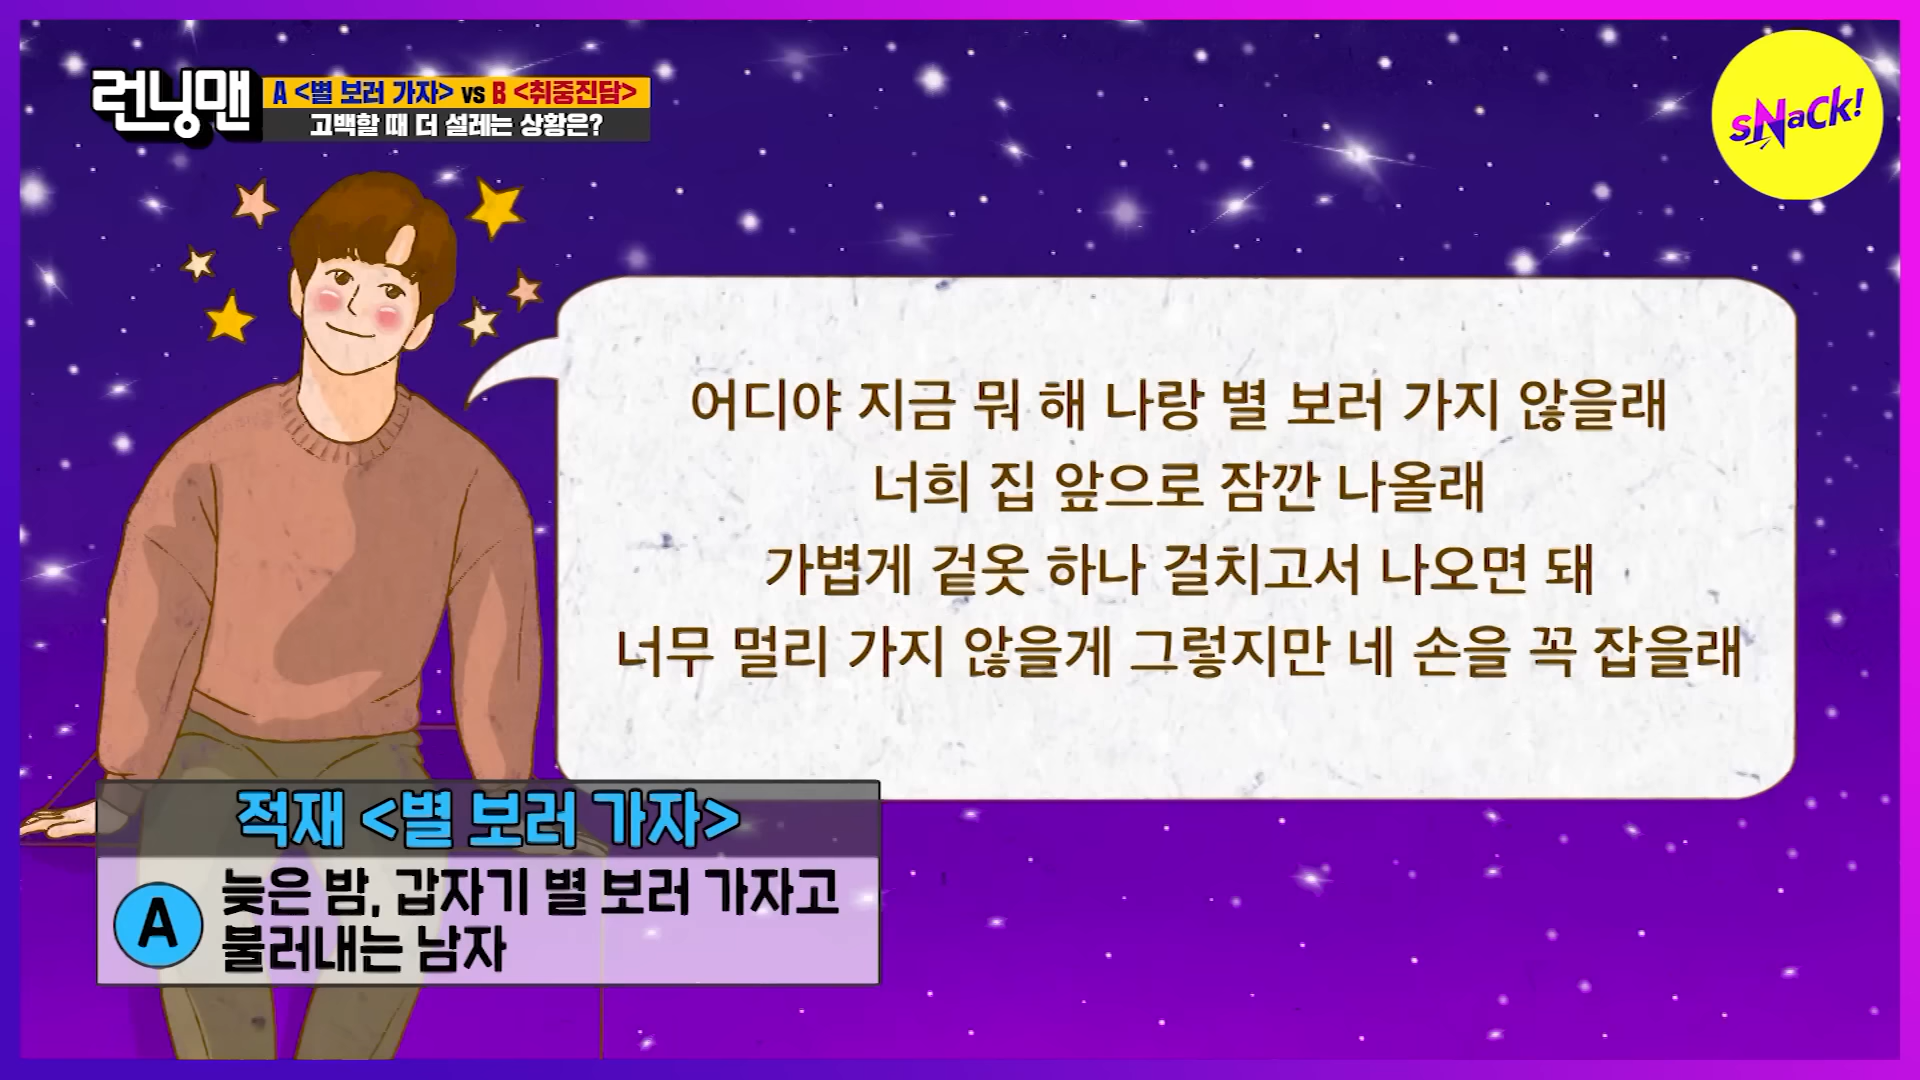 런닝맨
A <별 보러 가자> vs B <취중진담>
고백할 때 더 설레는 상황은?
sNaCk!
어디야 지금 뭐 해 나랑 별 보러 가지 않을래
너희 집 앞으로 잠깐 나올래
가볍게 겉옷 하나 걸치고서 나오면 돼
너무 멀리 가지 않을게 그렇지만 네 손을 꼭 잡을래
적재 <별 보러 가자>
A
늦은 밤, 갑자기 별 보러 가자고
불러내는 남자